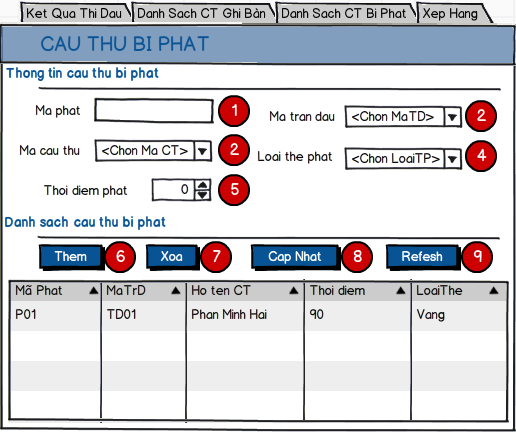 Ket Qua Thi Dau Danh Sach CT Ghi Bàn Danh Sach CT Bi Phat Xep Hang
CAU THU BI PHAT
Thong tin cau thu bi phat
Ma phat 1 Ma tran dau <Chon MaTD> 2
Ma cau thu <Chon Ma CT> 2 Loai the phat <Chon LoaiTP> 4
Thoi diem phat 0 5
Danh sach cau thu bi phat
Them 6 Xoa 7 Cap Nhat 8 Refesh 9
Mã Phat MaTrD Ho ten CT Thoi diem LoaiThe
P01 TD01 Phan Minh Hai 90 Vang